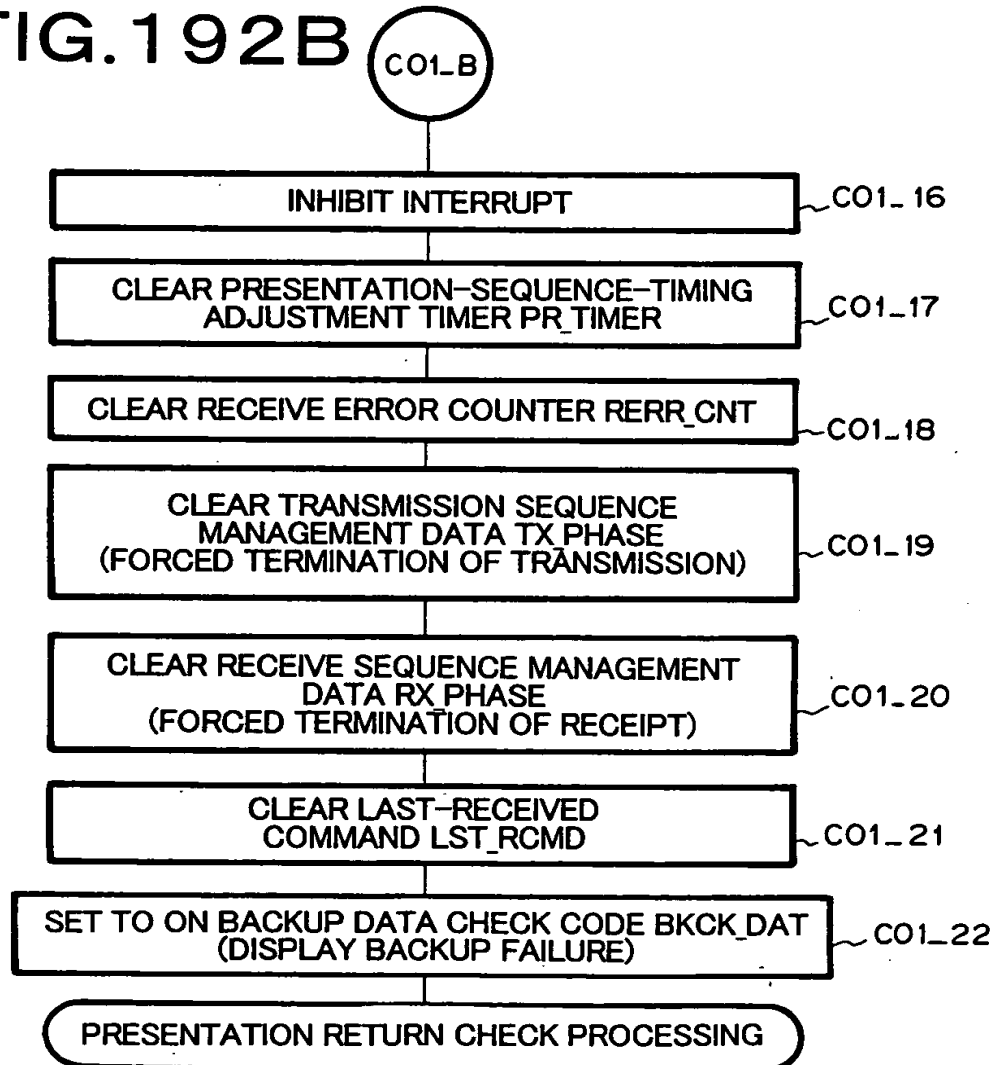 FIG.192B
C01_B
INHIBIT INTERRUPT
C01_16
CLEAR PRESENTATION-SEQUENCE-TIMING
ADJUSTMENT TIMER PR_TIMER
C01_17
CLEAR RECEIVE ERROR COUNTER RERR_CNT
C01_18
CLEAR TRANSMISSION SEQUENCE
MANAGEMENT DATA TX_PHASE
(FORCED TERMINATION OF TRANSMISSION)
C01_19
CLEAR RECEIVE SEQUENCE MANAGEMENT
DATA RX_PHASE
(FORCED TERMINATION OF RECEIPT)
C01_20
CLEAR LAST-RECEIVED
COMMAND LST_RCMD
C01_21
SET TO ON BACKUP DATA CHECK CODE BKCK_DAT
(DISPLAY BACKUP FAILURE)
C01_22
PRESENTATION RETURN CHECK PROCESSING